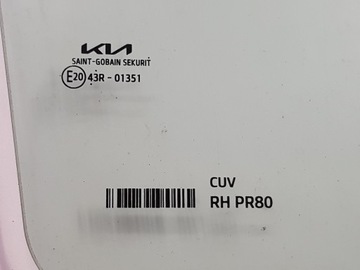 KIA
SAINT-GOBAIN SEKURIT
E20 43R - 01351
CUV
RH PR80